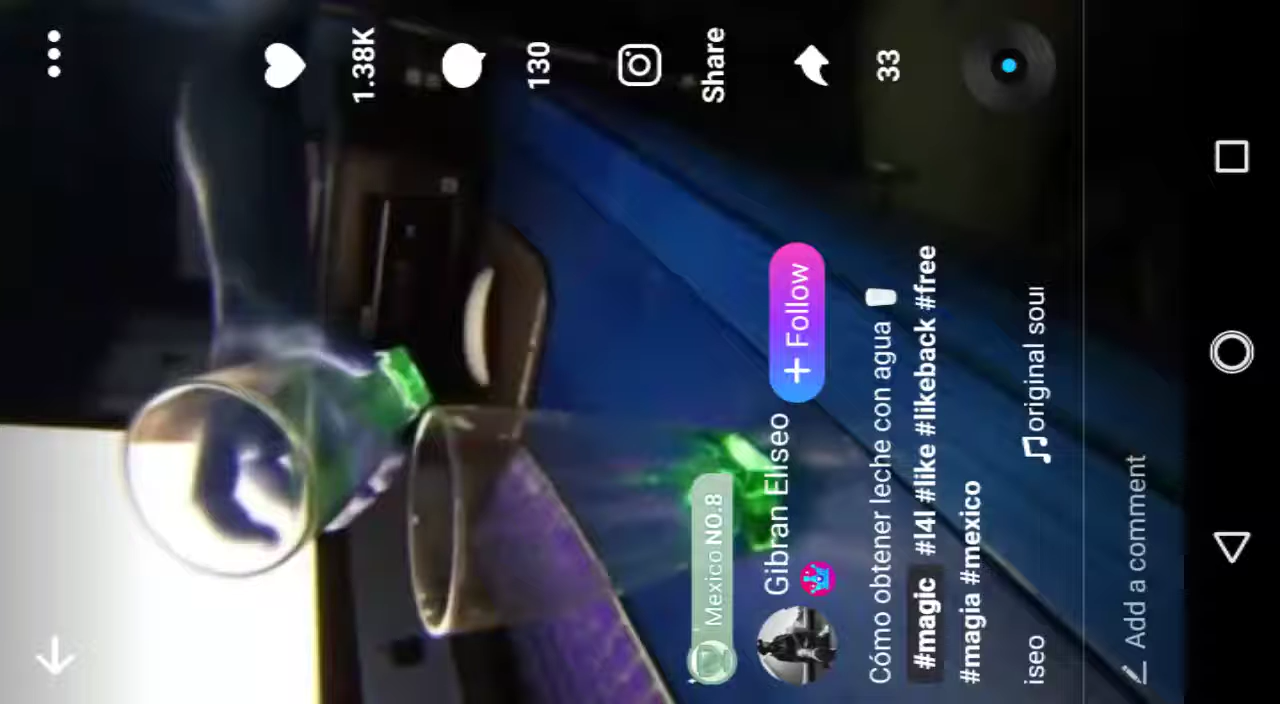 1.38K
130
Share
33
Mexico NO.8
Gibran Eliseo
+ Follow
Cómo obtener leche con agua
#magic #l4l #like #likeback #free
#magia #mexico
iseo
original soun
Add a comment